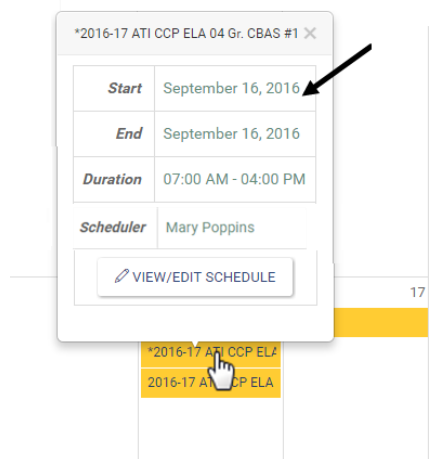 *2016-17 ATI CCP ELA 04 Gr. CBAS #1 ×
Start September 16, 2016
End September 16, 2016
Duration 07:00 AM - 04:00 PM
Scheduler Mary Poppins
VIEW/EDIT SCHEDULE
17
*2016-17 ATI CCP ELA
2016-17 ATI CCP ELA